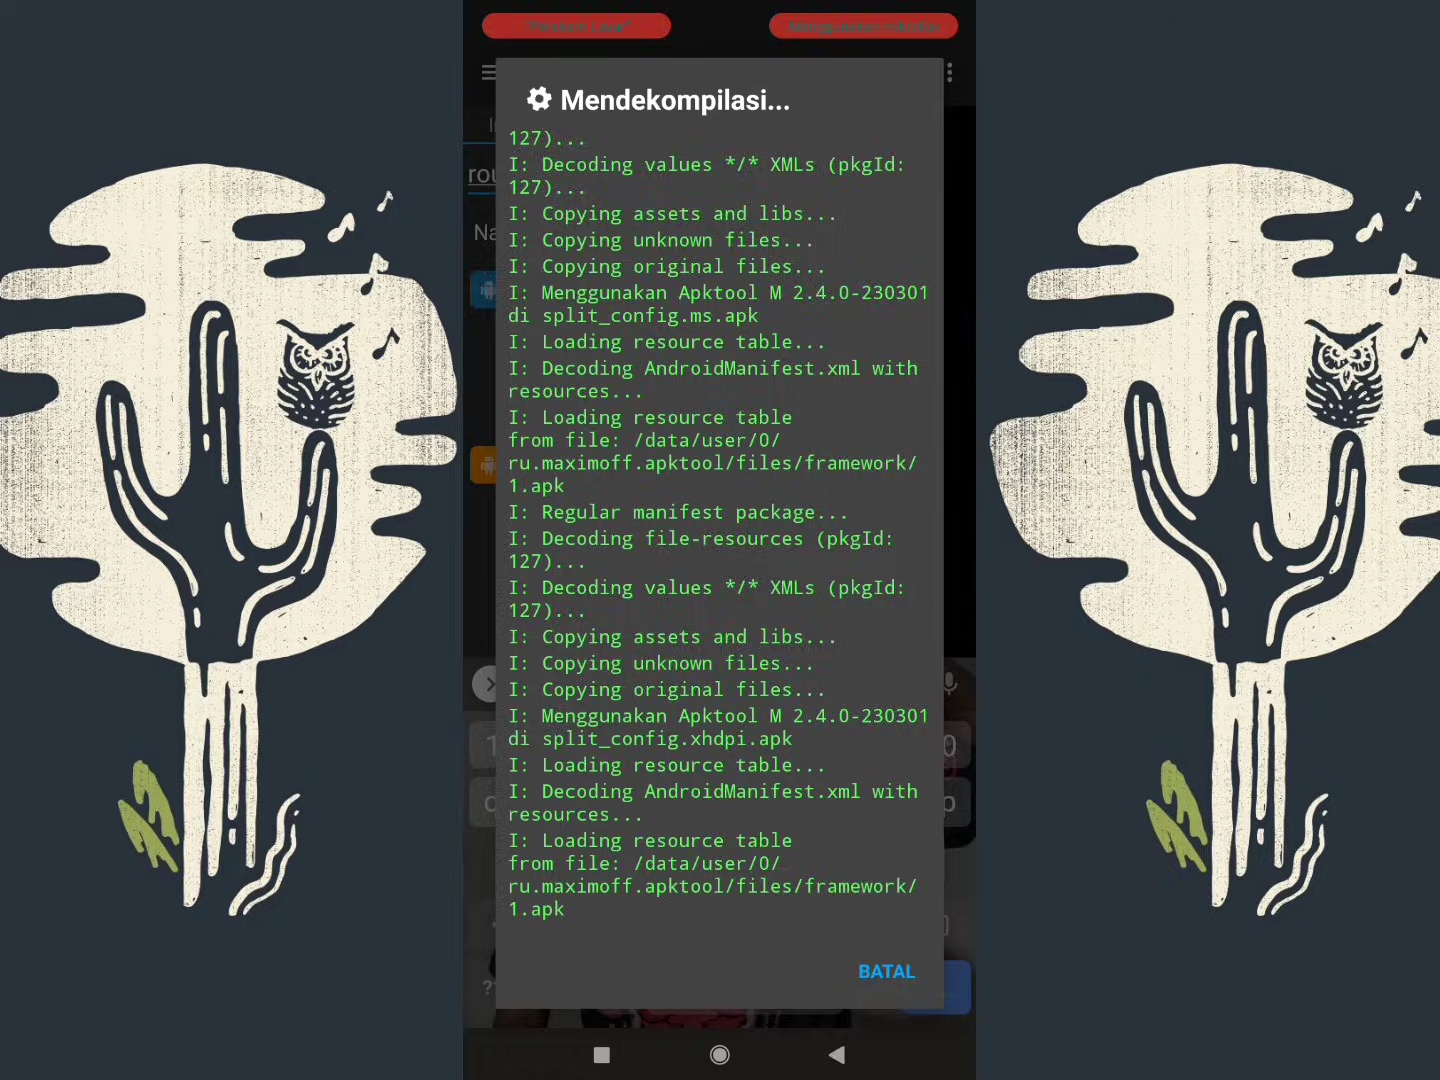 Mendekompilasi...
127)...
I: Decoding values */* XMLs (pkgId:
127)...
I: Copying assets and libs...
I: Copying unknown files...
I: Copying original files...
I: Menggunakan Apktool M 2.4.0-230301
di split_config.ms.apk
I: Loading resource table...
I: Decoding AndroidManifest.xml with
resources...
I: Loading resource table
from file: /data/user/0/
ru.maximoff.apktool/files/framework/
1.apk
I: Regular manifest package...
I: Decoding file-resources (pkgId:
127)...
I: Decoding values */* XMLs (pkgId:
127)...
I: Copying assets and libs...
I: Copying unknown files...
I: Copying original files...
I: Menggunakan Apktool M 2.4.0-230301
di split_config.xhdpi.apk
I: Loading resource table...
I: Decoding AndroidManifest.xml with
resources...
I: Loading resource table
from file: /data/user/0/
ru.maximoff.apktool/files/framework/
1.apk
BATAL